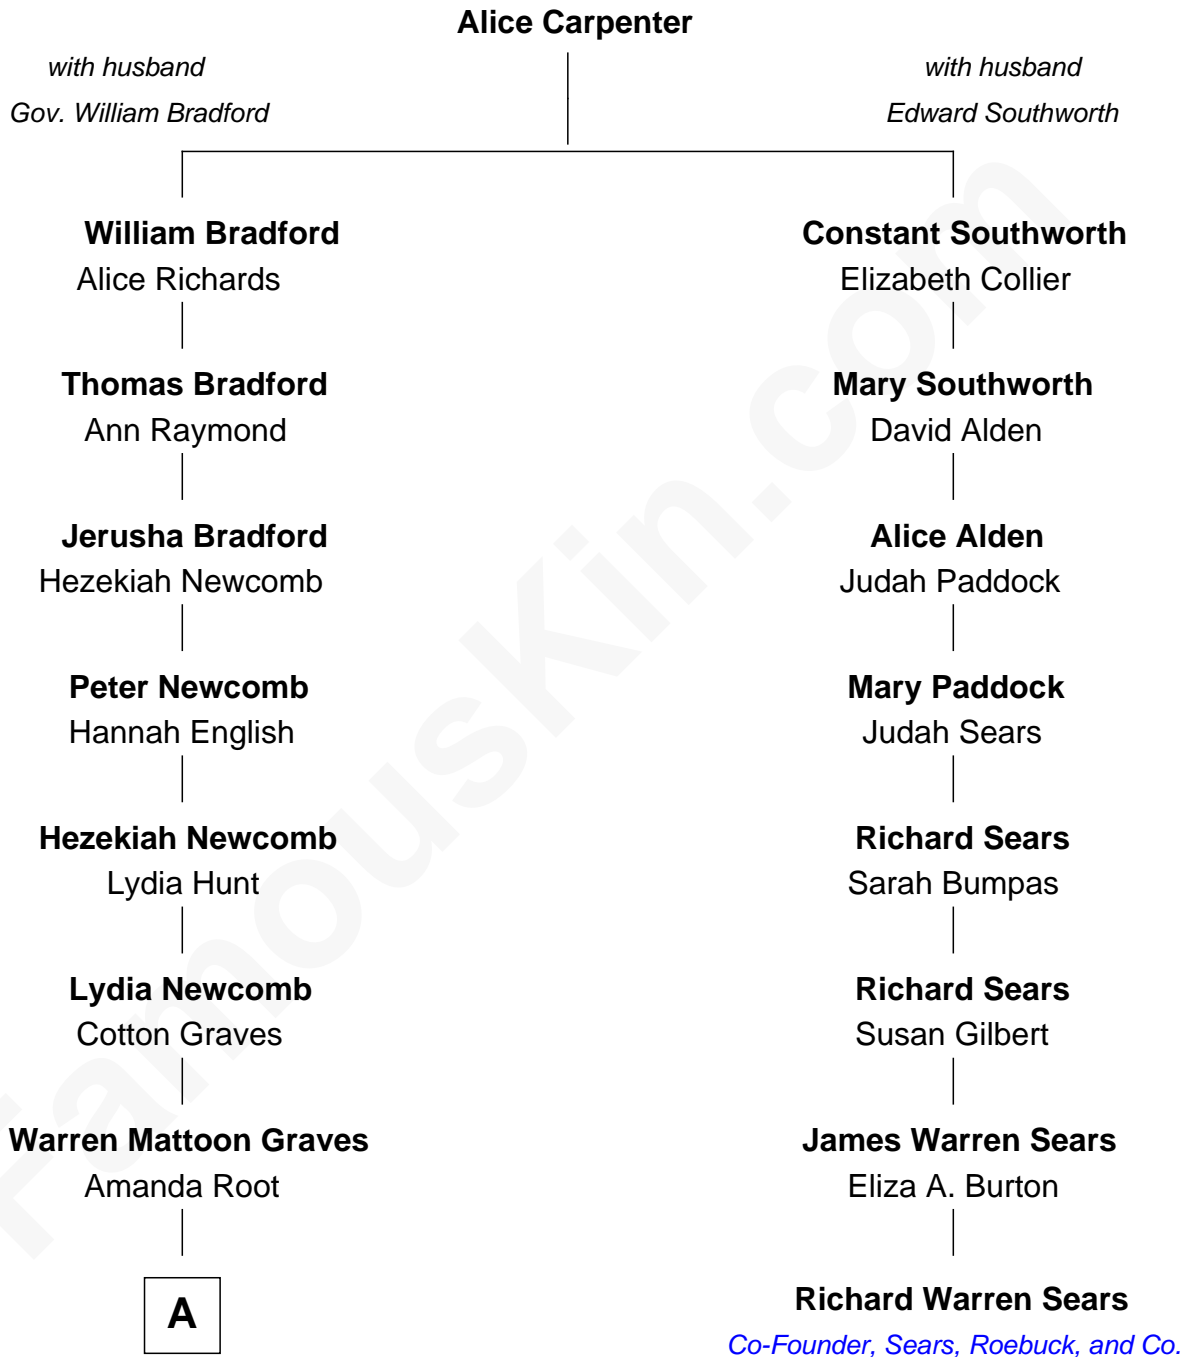 Alice Carpenter
with husband
Gov. William Bradford
with husband
Edward Southworth
William Bradford
Alice Richards
Constant Southworth
Elizabeth Collier
Thomas Bradford
Ann Raymond
Mary Southworth
David Alden
Jerusha Bradford
Hezekiah Newcomb
Alice Alden
Judah Paddock
Peter Newcomb
Hannah English
Mary Paddock
Judah Sears
Hezekiah Newcomb
Lydia Hunt
Richard Sears
Sarah Bumpas
Lydia Newcomb
Cotton Graves
Richard Sears
Susan Gilbert
Warren Mattoon Graves
Amanda Root
James Warren Sears
Eliza A. Burton
A
Richard Warren Sears
Co-Founder, Sears, Roebuck, and Co.
FamousKin.com